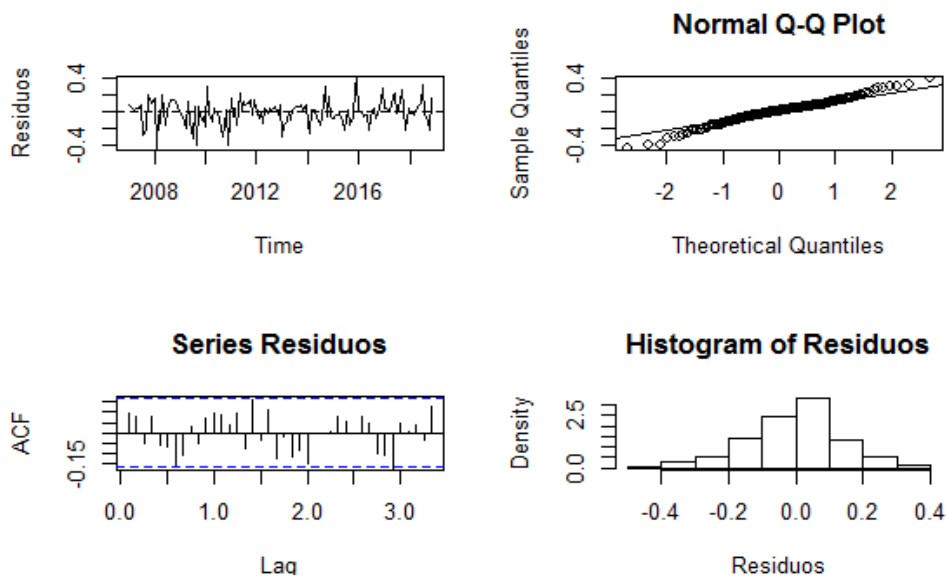 Residuos
0.4
-0.4
2008
2012
2016
Time
Normal Q-Q Plot
Sample Quantiles
0.4
-0.4
-2
-1
0
1
2
Theoretical Quantiles
Series Residuos
ACF
-0.15
0.0
1.0
2.0
3.0
Lag
Histogram of Residuos
Density
2.5
0.0
-0.4
-0.2
0.0
0.2
0.4
Residuos